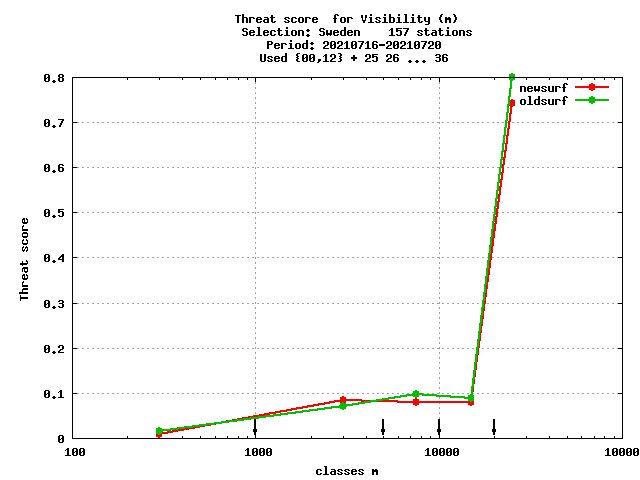 Threat score for Visibility (m)
Selection: Sweden 157 stations
Period: 20210716-20210720
Used {00,12} + 25 26 ... 36
newsurf
oldsurf
0.8
0.7
0.6
0.5
0.4
0.3
0.2
0.1
0
Threat score
100 1000 10000 10000
classes m